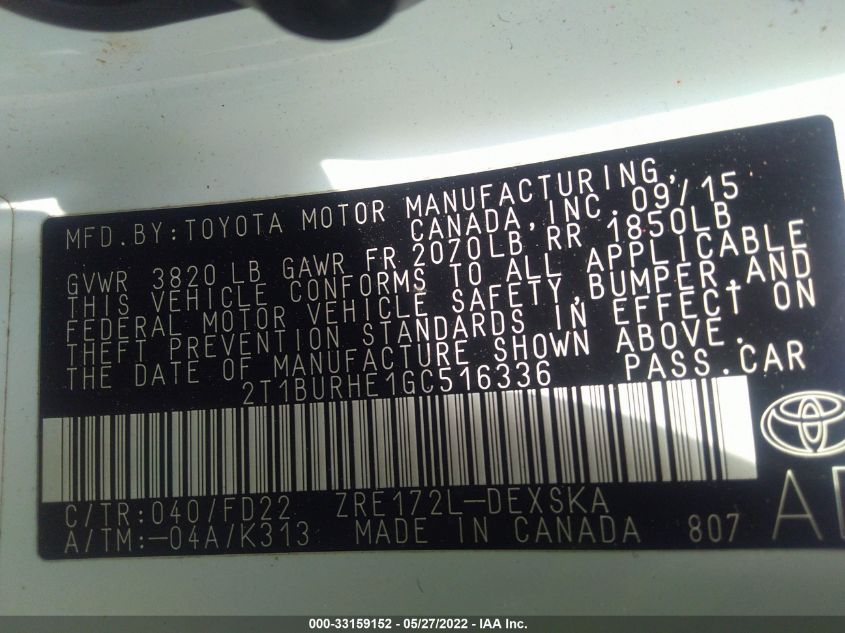 MFD.BY:TOYOTA MOTOR MANUFACTURING,
CANADA, INC. 09/15
GVWR 3820 LB GAWR FR 2070LB RR 1850LB
THIS VEHICLE CONFORMS TO ALL APPLICABLE
FEDERAL MOTOR VEHICLE SAFETY, BUMPER, AND
THEFT PREVENTION STANDARDS IN EFFECT ON
THE DATE OF MANUFACTURE SHOWN ABOVE.
2T1BURHE1GC516336 PASS.CAR
C/TR:040/FD22 ZRE172L-DEXSKA
A/TM:-04A/K313 MADE IN CANADA 807
000-33159152 - 05/27/2022 - IAA Inc.